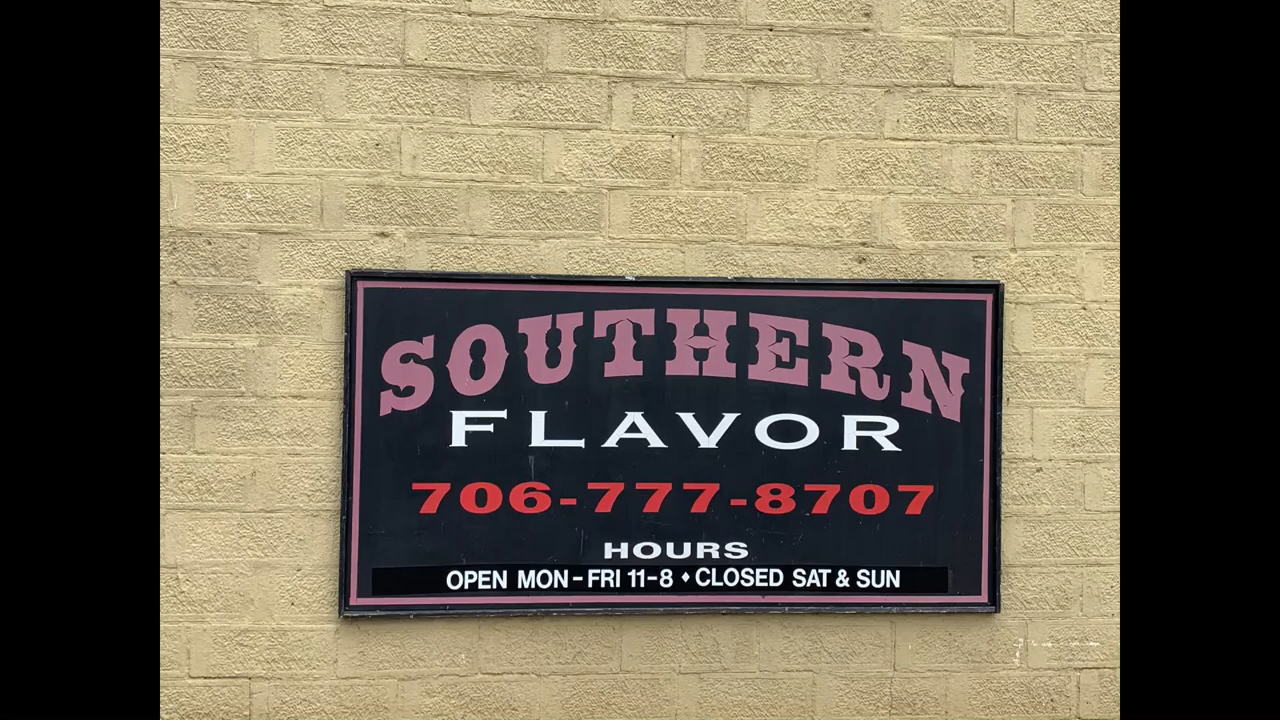 SOUTHERN
FLAVOR
706-777-8707
HOURS
OPEN MON-FRI 11-8 ♦ CLOSED SAT & SUN